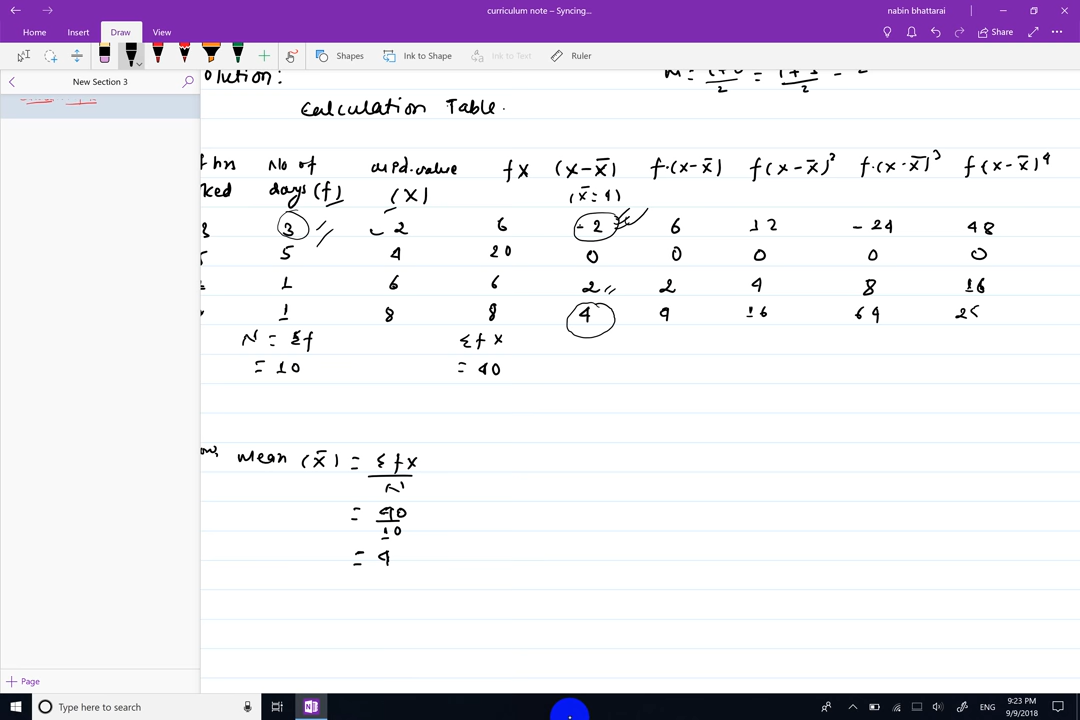 curriculum note – Syncing...
nabin bhattarai
Home Insert Draw View
Share
Shapes Ink to Shape Ink to Text Ruler
New Section 3
olution:
Calculation Table.
f hrs No of mid.value fx (x-x̄) f.(x-x̄) f(x-x̄)² f.(x-x̄)³ f(x-x̄)⁴
ked days (f) (x) (x̄=4)
3 3 2 6 -2 6 12 -24 48
5 4 20 0 0 0 0 0
1 6 6 2 2 4 8 16
1 8 8 4 4 16 64 25
N = Σf Σfx
= 10 = 40
Mean (x̄) = Σfx
N
= 40
10
= 4
+ Page
Type here to search
ENG
9:23 PM
9/9/2018